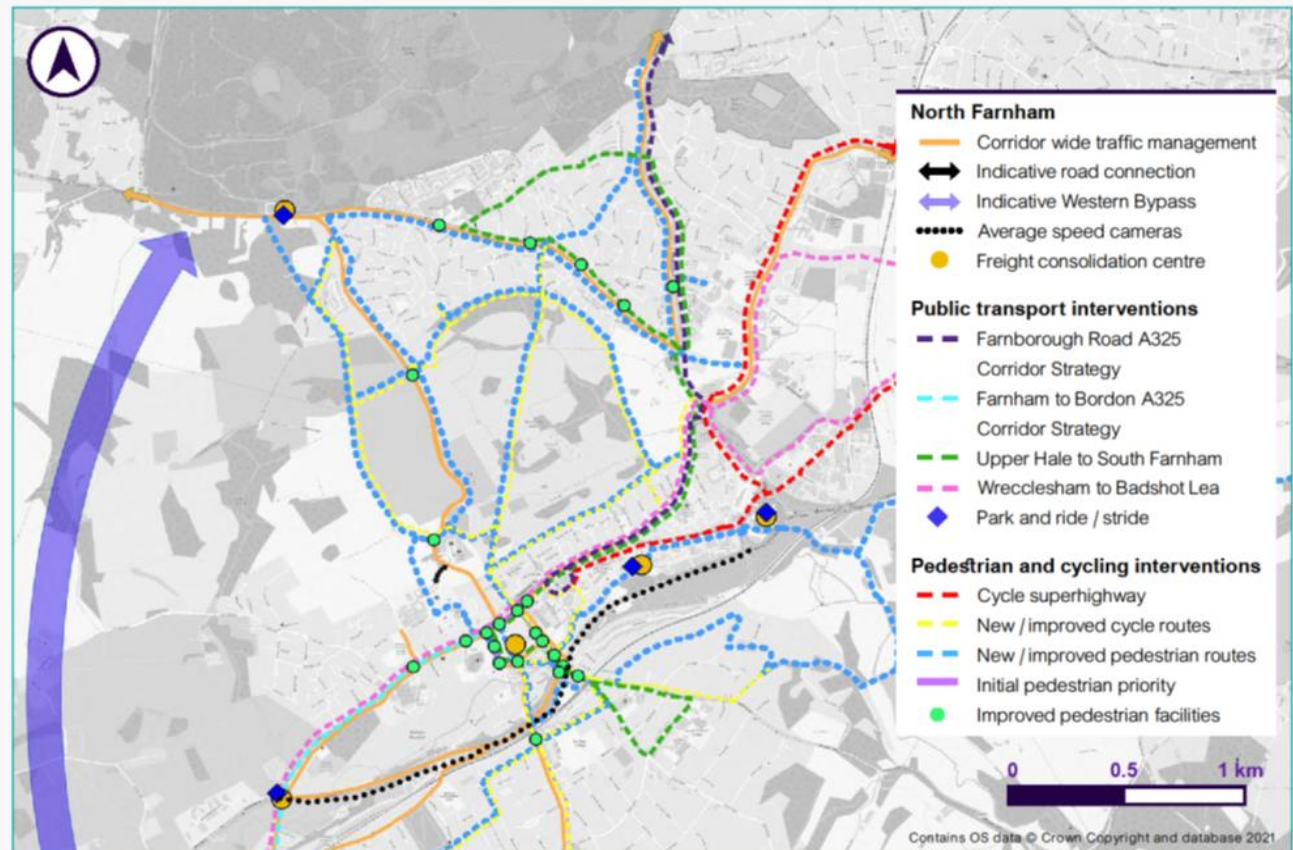 North Farnham
Corridor wide traffic management
Indicative road connection
Indicative Western Bypass
Average speed cameras
Freight consolidation centre
Public transport interventions
Farnborough Road A325
Corridor Strategy
Farnham to Bordon A325
Corridor Strategy
Upper Hale to South Farnham
Wrecclesham to Badshot Lea
Park and ride / stride
Pedestrian and cycling interventions
Cycle superhighway
New / improved cycle routes
New / improved pedestrian routes
Initial pedestrian priority
Improved pedestrian facilities
0 0.5 1 km
Contains OS data © Crown Copyright and database 2021